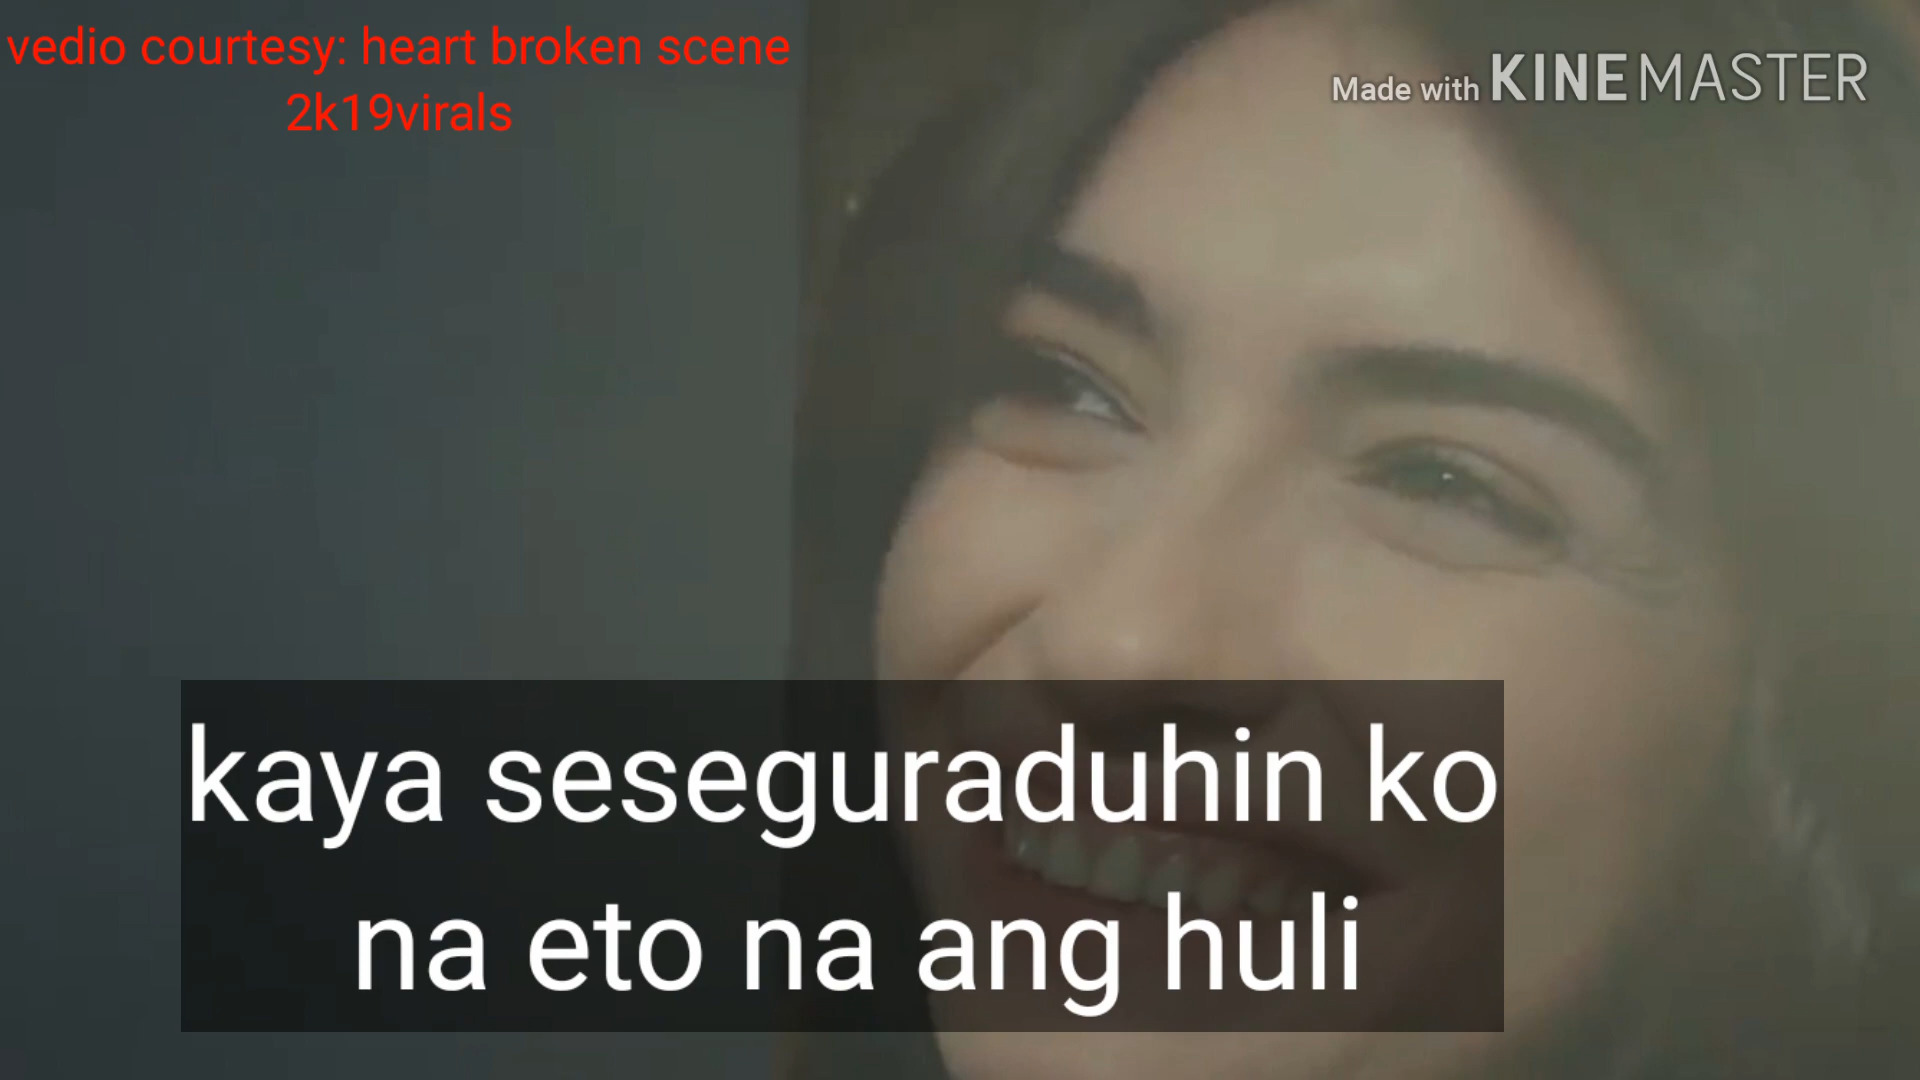 vedio courtesy: heart broken scene
2k19virals
Made with KINEMASTER
kaya seseguraduhin ko
na eto na ang huli